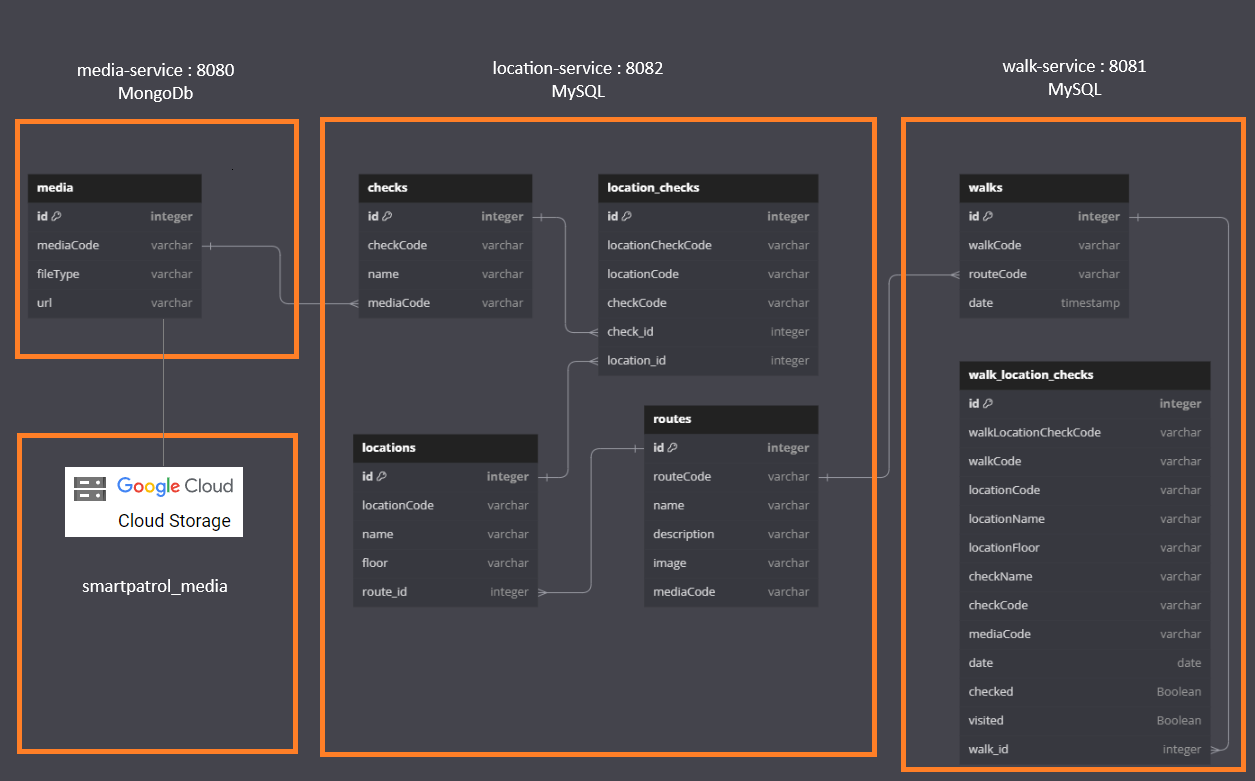 media-service : 8080
MongoDb
location-service : 8082
MySQL
walk-service : 8081
MySQL
media
id integer
mediaCode varchar
fileType varchar
url varchar
Google Cloud
Cloud Storage
smartpatrol_media
checks
id integer
checkCode varchar
name varchar
mediaCode varchar
location_checks
id integer
locationCheckCode varchar
locationCode varchar
checkCode varchar
check_id integer
location_id integer
locations
id integer
locationCode varchar
name varchar
floor varchar
route_id integer
routes
id integer
routeCode varchar
name varchar
description varchar
image varchar
mediaCode varchar
walks
id integer
walkCode varchar
routeCode varchar
date timestamp
walk_location_checks
id integer
walkLocationCheckCode varchar
walkCode varchar
locationCode varchar
locationName varchar
locationFloor varchar
checkName varchar
checkCode varchar
mediaCode varchar
date date
checked Boolean
visited Boolean
walk_id integer